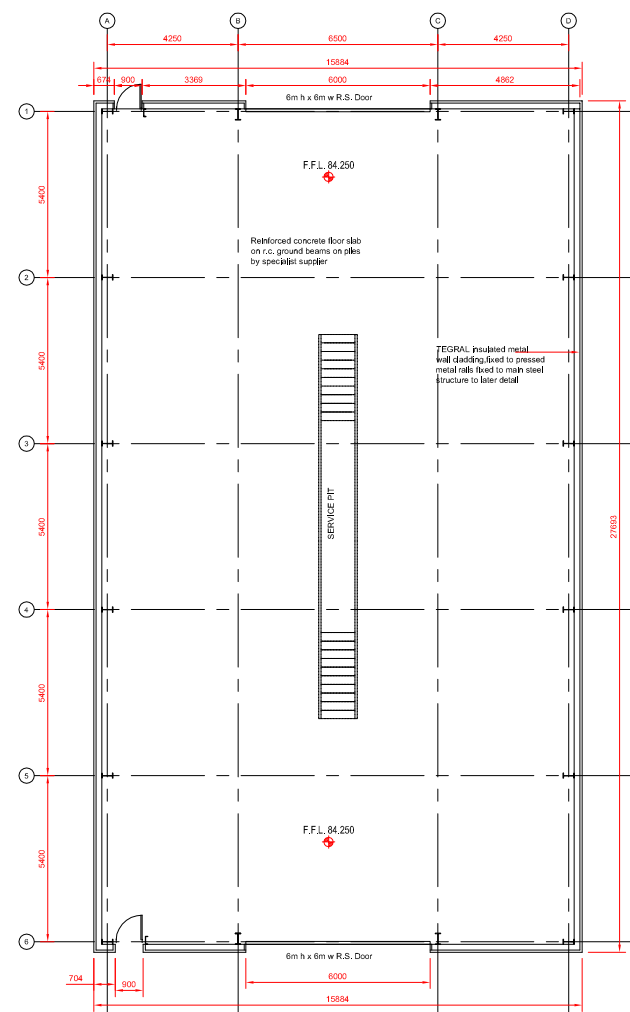 A B C D
4250 6500 4250
15884
674 900 3369 6000 4862
6m h x 6m w R.S. Door
1
F.F.L. 84.250
5400
Reinforced concrete floor slab
on r.c. ground beams on piles
by specialist supplier
2
TEGRAL insulated metal
wall cladding,fixed to pressed
metal rails fixed to main steel
structure to later detail
5400
3
SERVICE PIT
27693
5400
4
5400
5
F.F.L. 84.250
5400
6
6m h x 6m w R.S. Door
704 900 6000
15884